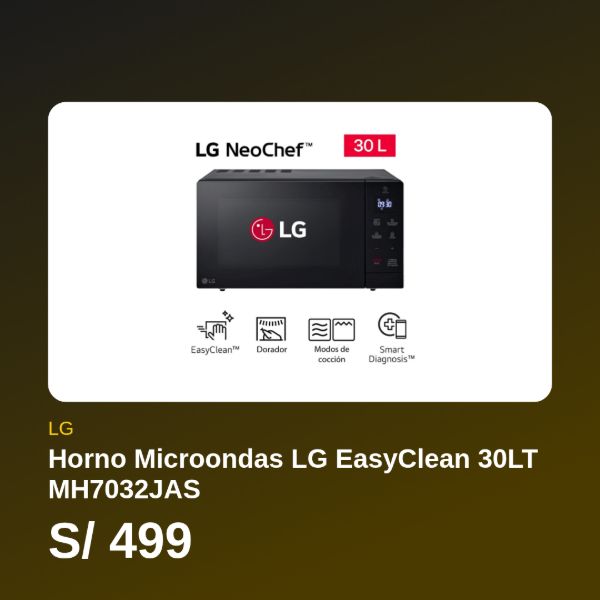 LG NeoChef™
30 L
LG
LG
EasyClean™
Dorador
Modos de
cocción
Smart
Diagnosis™
LG
Horno Microondas LG EasyClean 30LT
MH7032JAS
S/ 499